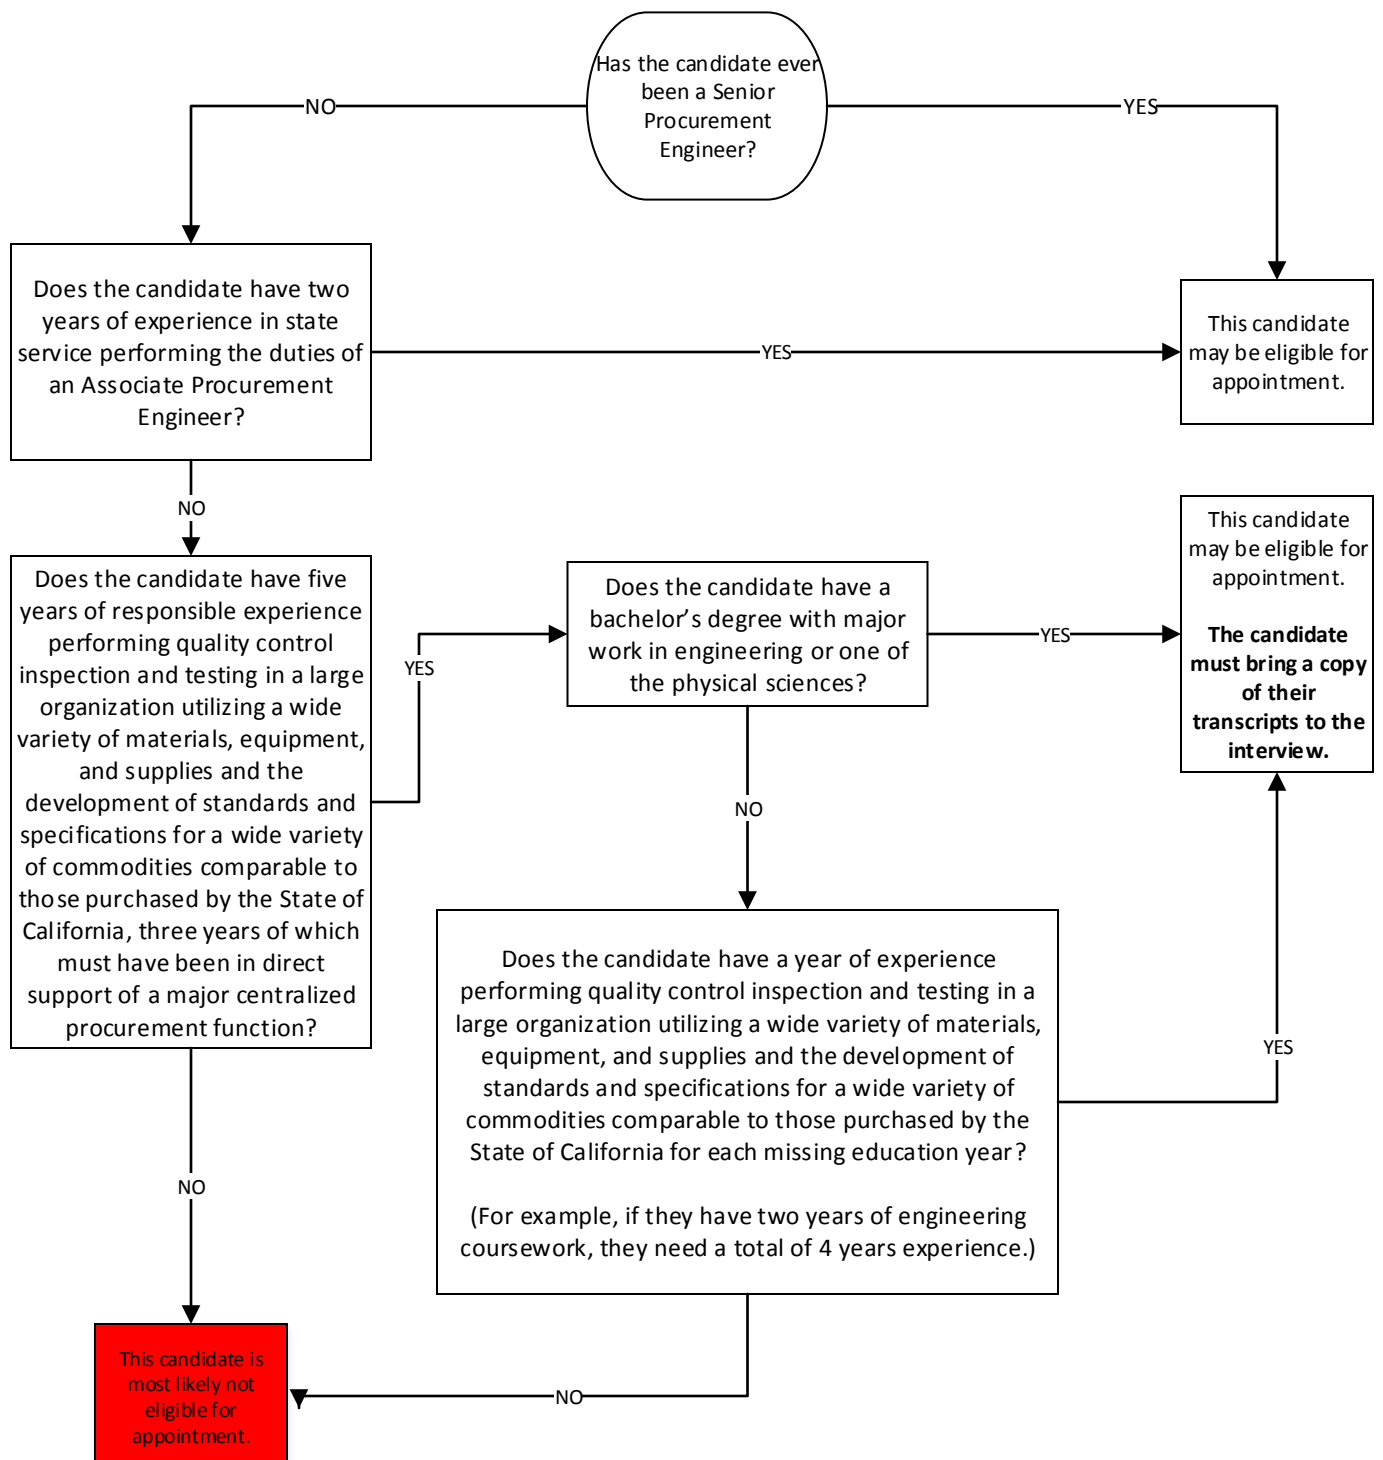 Has the candidate ever
been a Senior
Procurement
Engineer?
NO
YES
Does the candidate have two
years of experience in state
service performing the duties of
an Associate Procurement
Engineer?
YES
This candidate
may be eligible for
appointment.
NO
Does the candidate have five
years of responsible experience
performing quality control
inspection and testing in a large
organization utilizing a wide
variety of materials, equipment,
and supplies and the
development of standards and
specifications for a wide variety
of commodities comparable to
those purchased by the State of
California, three years of which
must have been in direct
support of a major centralized
procurement function?
YES
Does the candidate have a
bachelor’s degree with major
work in engineering or one of
the physical sciences?
YES
This candidate
may be eligible for
appointment.
The candidate
must bring a copy
of their
transcripts to the
interview.
NO
Does the candidate have a year of experience
performing quality control inspection and testing in a
large organization utilizing a wide variety of materials,
equipment, and supplies and the development of
standards and specifications for a wide variety of
commodities comparable to those purchased by the
State of California for each missing education year?
(For example, if they have two years of engineering
coursework, they need a total of 4 years experience.)
YES
NO
NO
This candidate is
most likely not
eligible for
appointment.